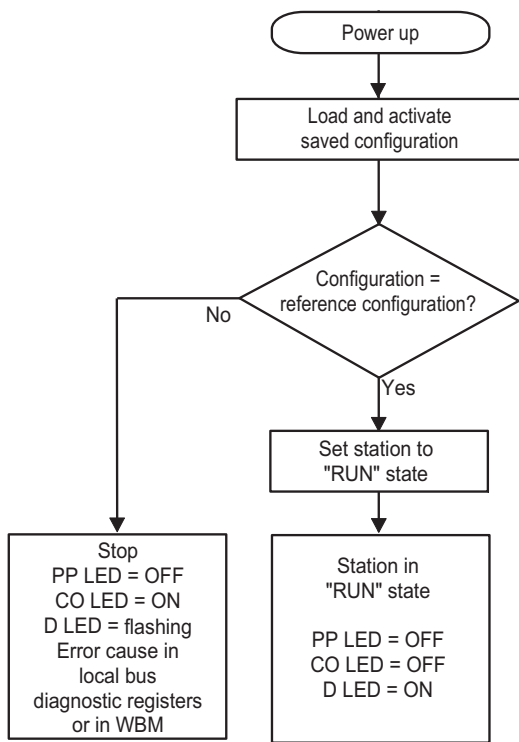 Power up
Load and activate
saved configuration
Configuration =
reference configuration?
No
Yes
Set station to
"RUN" state
Stop
PP LED = OFF
CO LED = ON
D LED = flashing
Error cause in
local bus
diagnostic registers
or in WBM
Station in
"RUN" state
PP LED = OFF
CO LED = OFF
D LED = ON